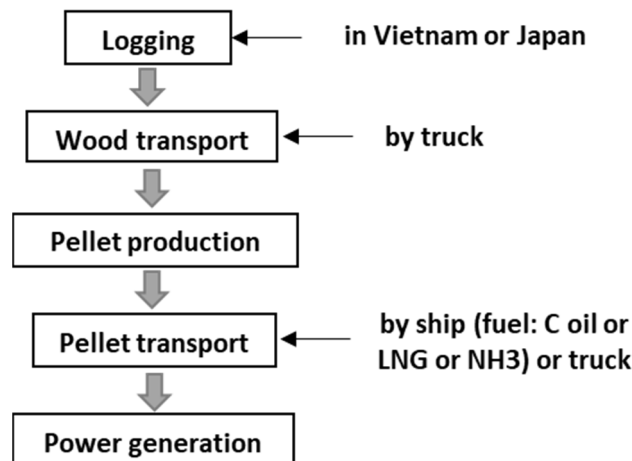 Logging
in Vietnam or Japan
Wood transport
by truck
Pellet production
Pellet transport
by ship (fuel: C oil or
LNG or NH3) or truck
Power generation